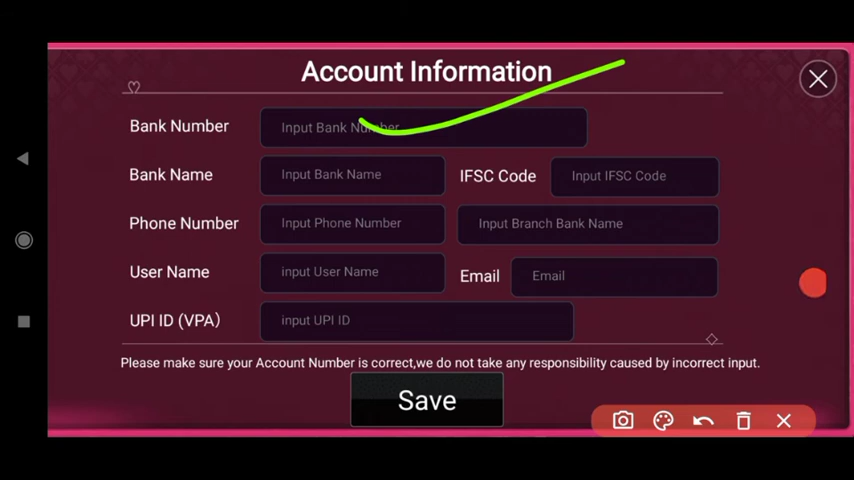 Account Information
Bank Number Input Bank Number
Bank Name Input Bank Name IFSC Code Input IFSC Code
Phone Number Input Phone Number Input Branch Bank Name
User Name input User Name Email Email
UPI ID (VPA) input UPI ID
Please make sure your Account Number is correct,we do not take any responsibility caused by incorrect input.
Save